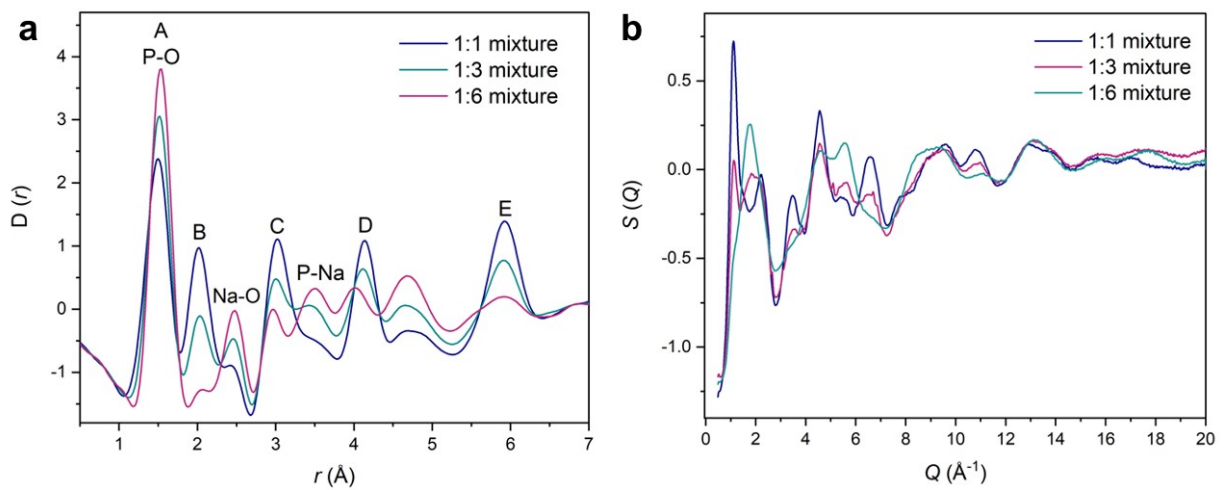 a
A
P-O
1:1 mixture
1:3 mixture
1:6 mixture
B
Na-O
C
P-Na
D
E
4
3
2
1
0
-1
D (r)
1 2 3 4 5 6 7
r (Å)
b
1:1 mixture
1:3 mixture
1:6 mixture
0.5
0.0
-0.5
-1.0
S (Q)
0 2 4 6 8 10 12 14 16 18 20
Q (Å⁻¹)